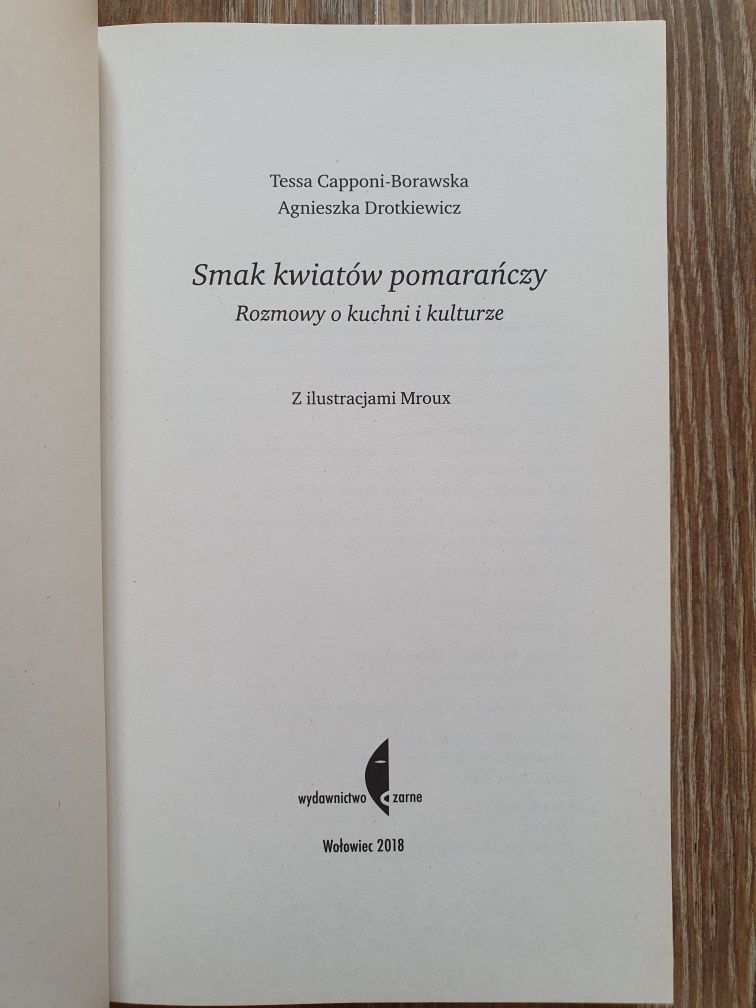 Tessa Capponi-Borawska
Agnieszka Drotkiewicz
Smak kwiatów pomarańczy
Rozmowy o kuchni i kulturze
Z ilustracjami Mroux
wydawnictwo czarne
Wołowiec 2018